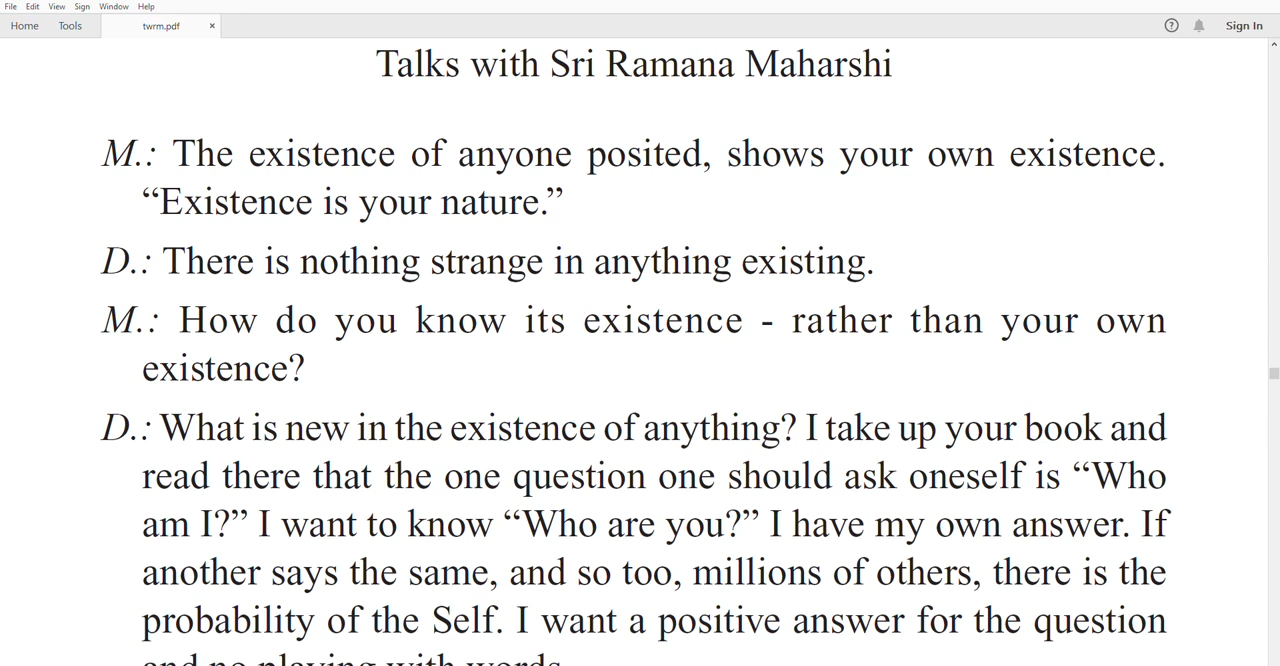 File Edit View Sign Window Help
Home Tools twrm.pdf × ? Sign In
Talks with Sri Ramana Maharshi
M.: The existence of anyone posited, shows your own existence.
“Existence is your nature.”
D.: There is nothing strange in anything existing.
M.: How do you know its existence - rather than your own
existence?
D.: What is new in the existence of anything? I take up your book and
read there that the one question one should ask oneself is “Who
am I?” I want to know “Who are you?” I have my own answer. If
another says the same, and so too, millions of others, there is the
probability of the Self. I want a positive answer for the question
and no playing with words.